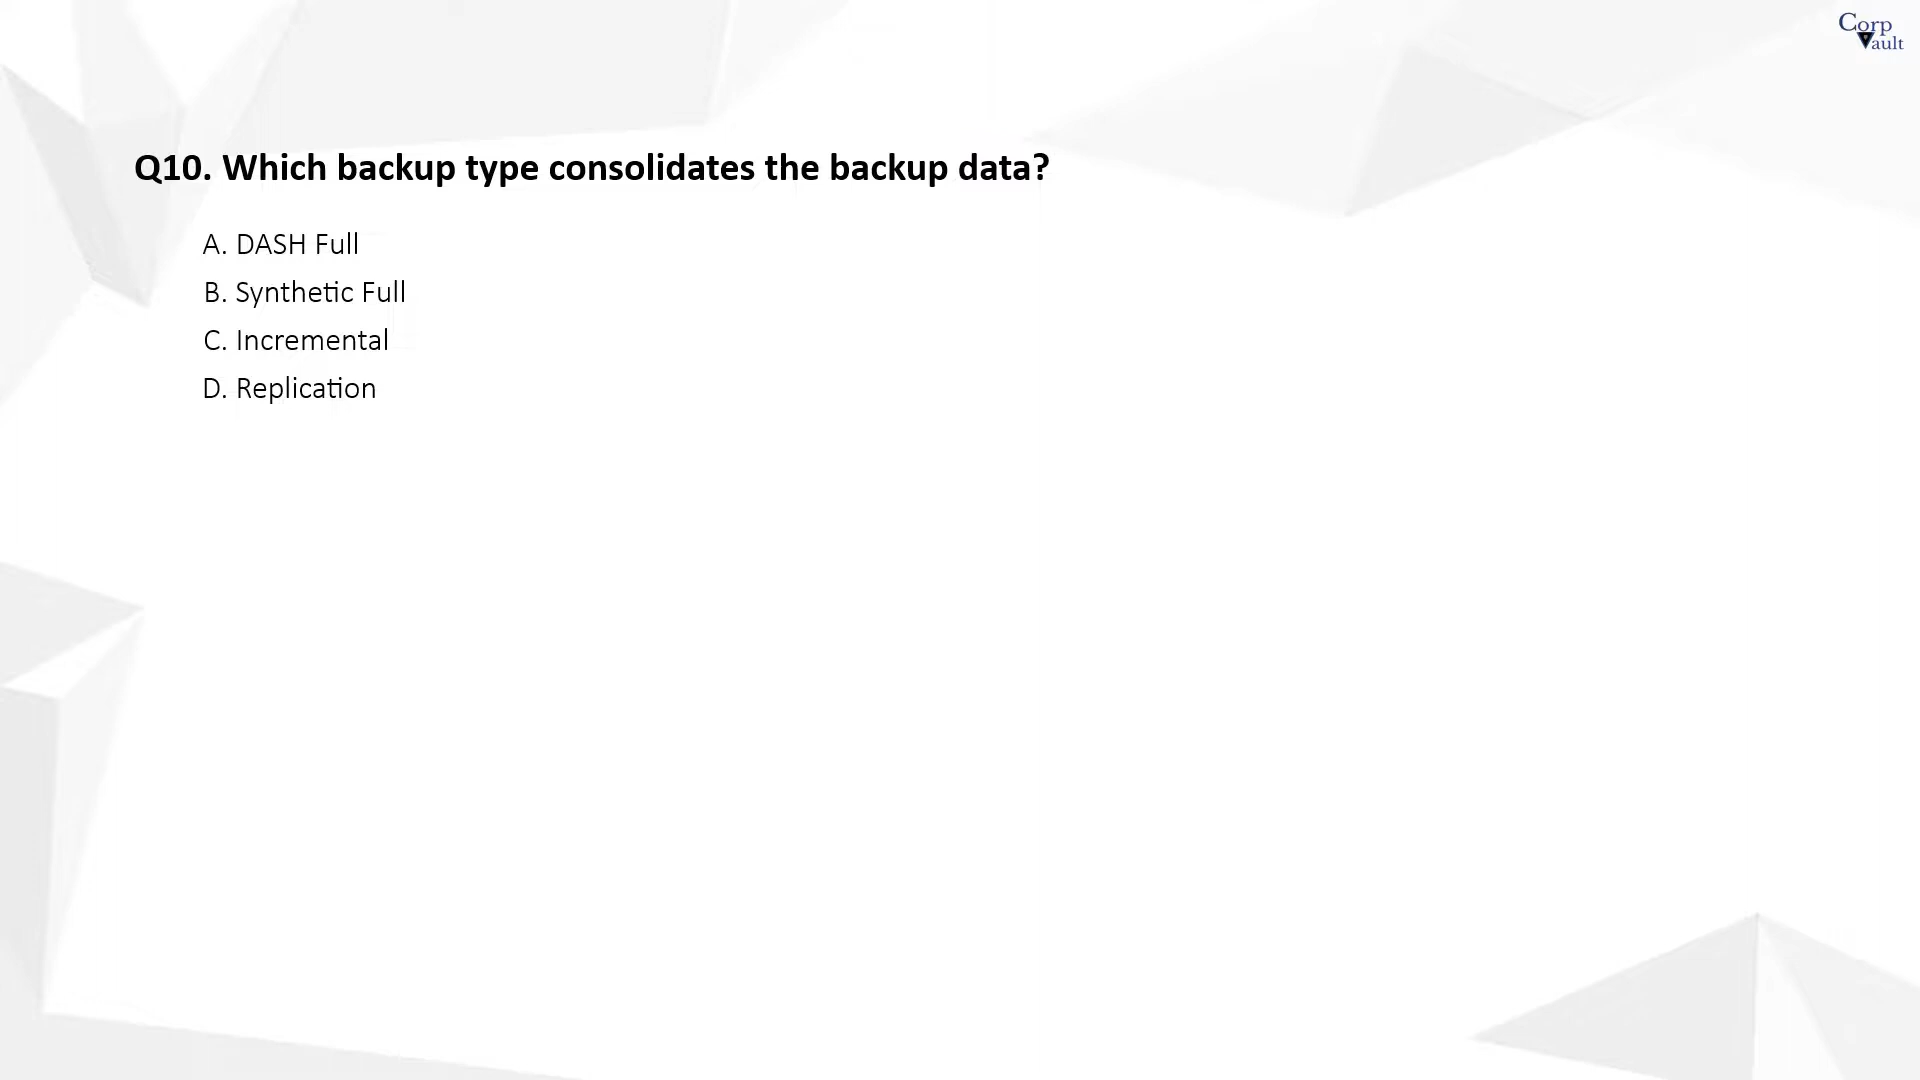 Corp
Vault
Q10. Which backup type consolidates the backup data?
A. DASH Full
B. Synthetic Full
C. Incremental
D. Replication